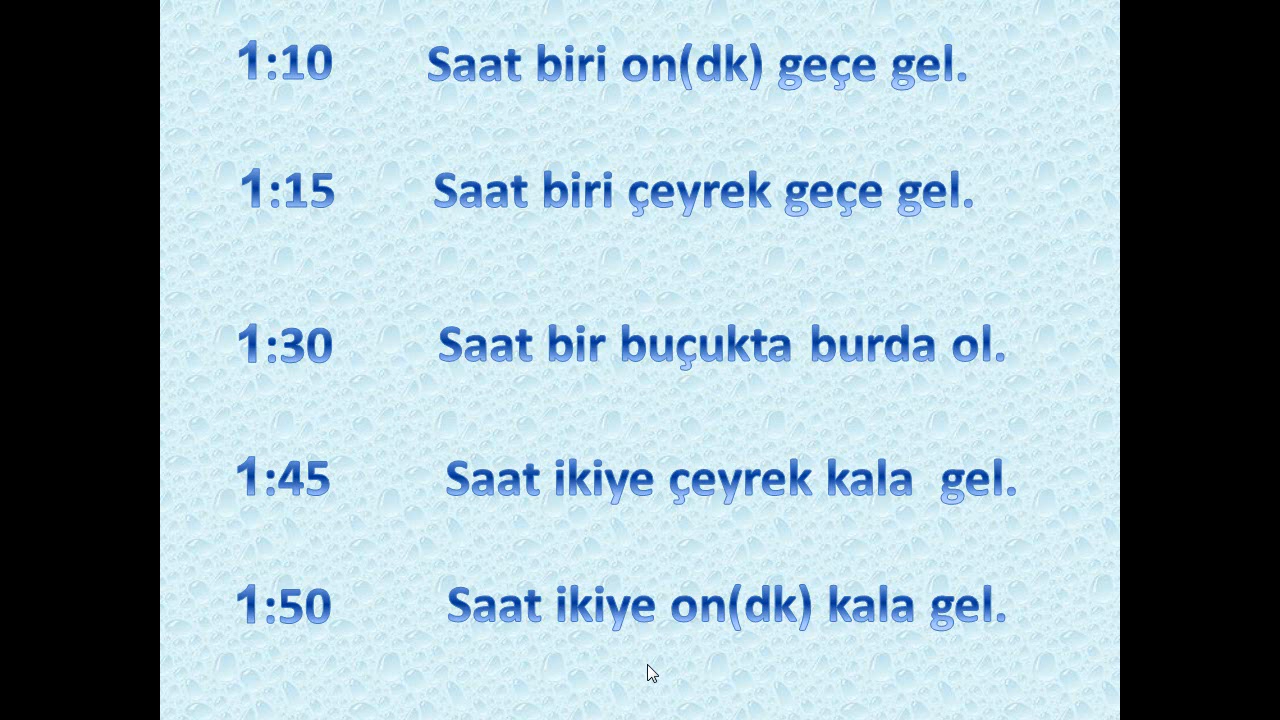 1:10 Saat biri on(dk) geçe gel.
1:15 Saat biri çeyrek geçe gel.
1:30 Saat bir buçukta burda ol.
1:45 Saat ikiye çeyrek kala gel.
1:50 Saat ikiye on(dk) kala gel.